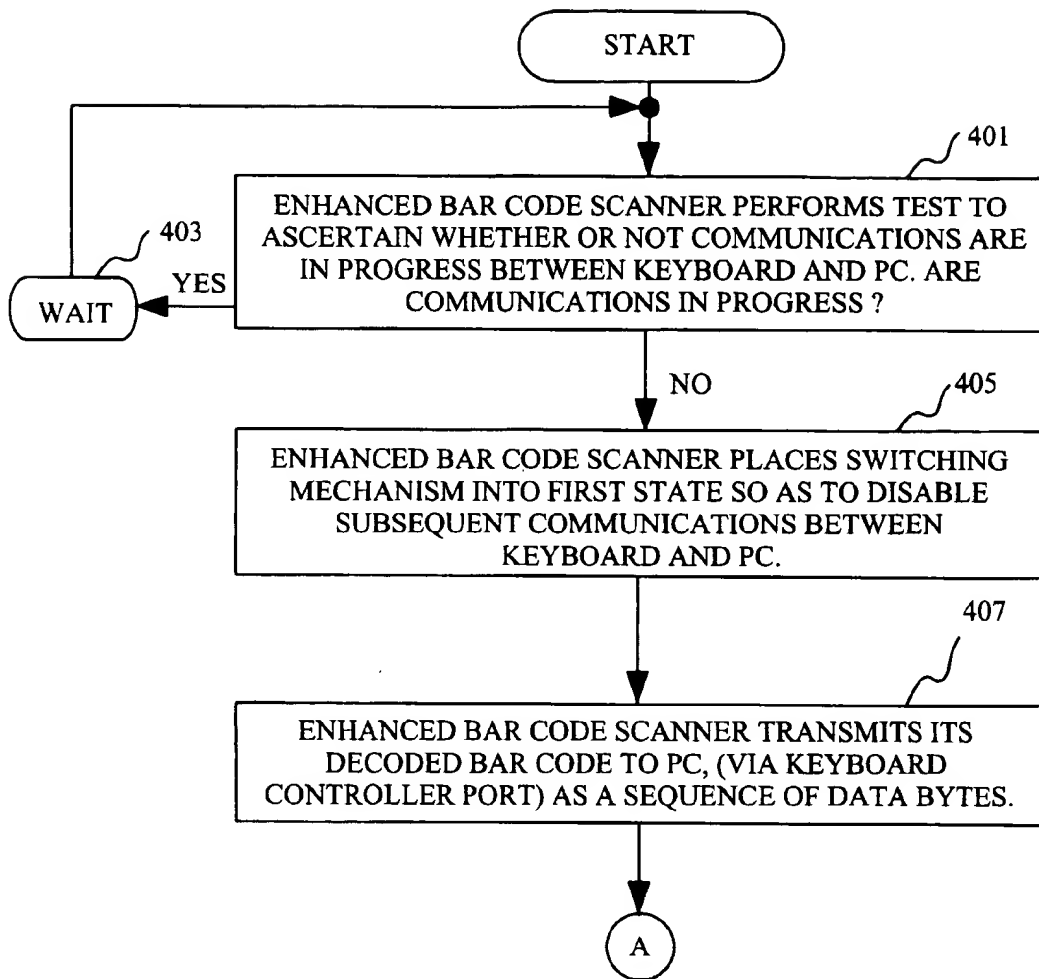 START
401
ENHANCED BAR CODE SCANNER PERFORMS TEST TO
ASCERTAIN WHETHER OR NOT COMMUNICATIONS ARE
IN PROGRESS BETWEEN KEYBOARD AND PC. ARE
COMMUNICATIONS IN PROGRESS ?
403
YES
WAIT
NO
405
ENHANCED BAR CODE SCANNER PLACES SWITCHING
MECHANISM INTO FIRST STATE SO AS TO DISABLE
SUBSEQUENT COMMUNICATIONS BETWEEN
KEYBOARD AND PC.
407
ENHANCED BAR CODE SCANNER TRANSMITS ITS
DECODED BAR CODE TO PC, (VIA KEYBOARD
CONTROLLER PORT) AS A SEQUENCE OF DATA BYTES.
A